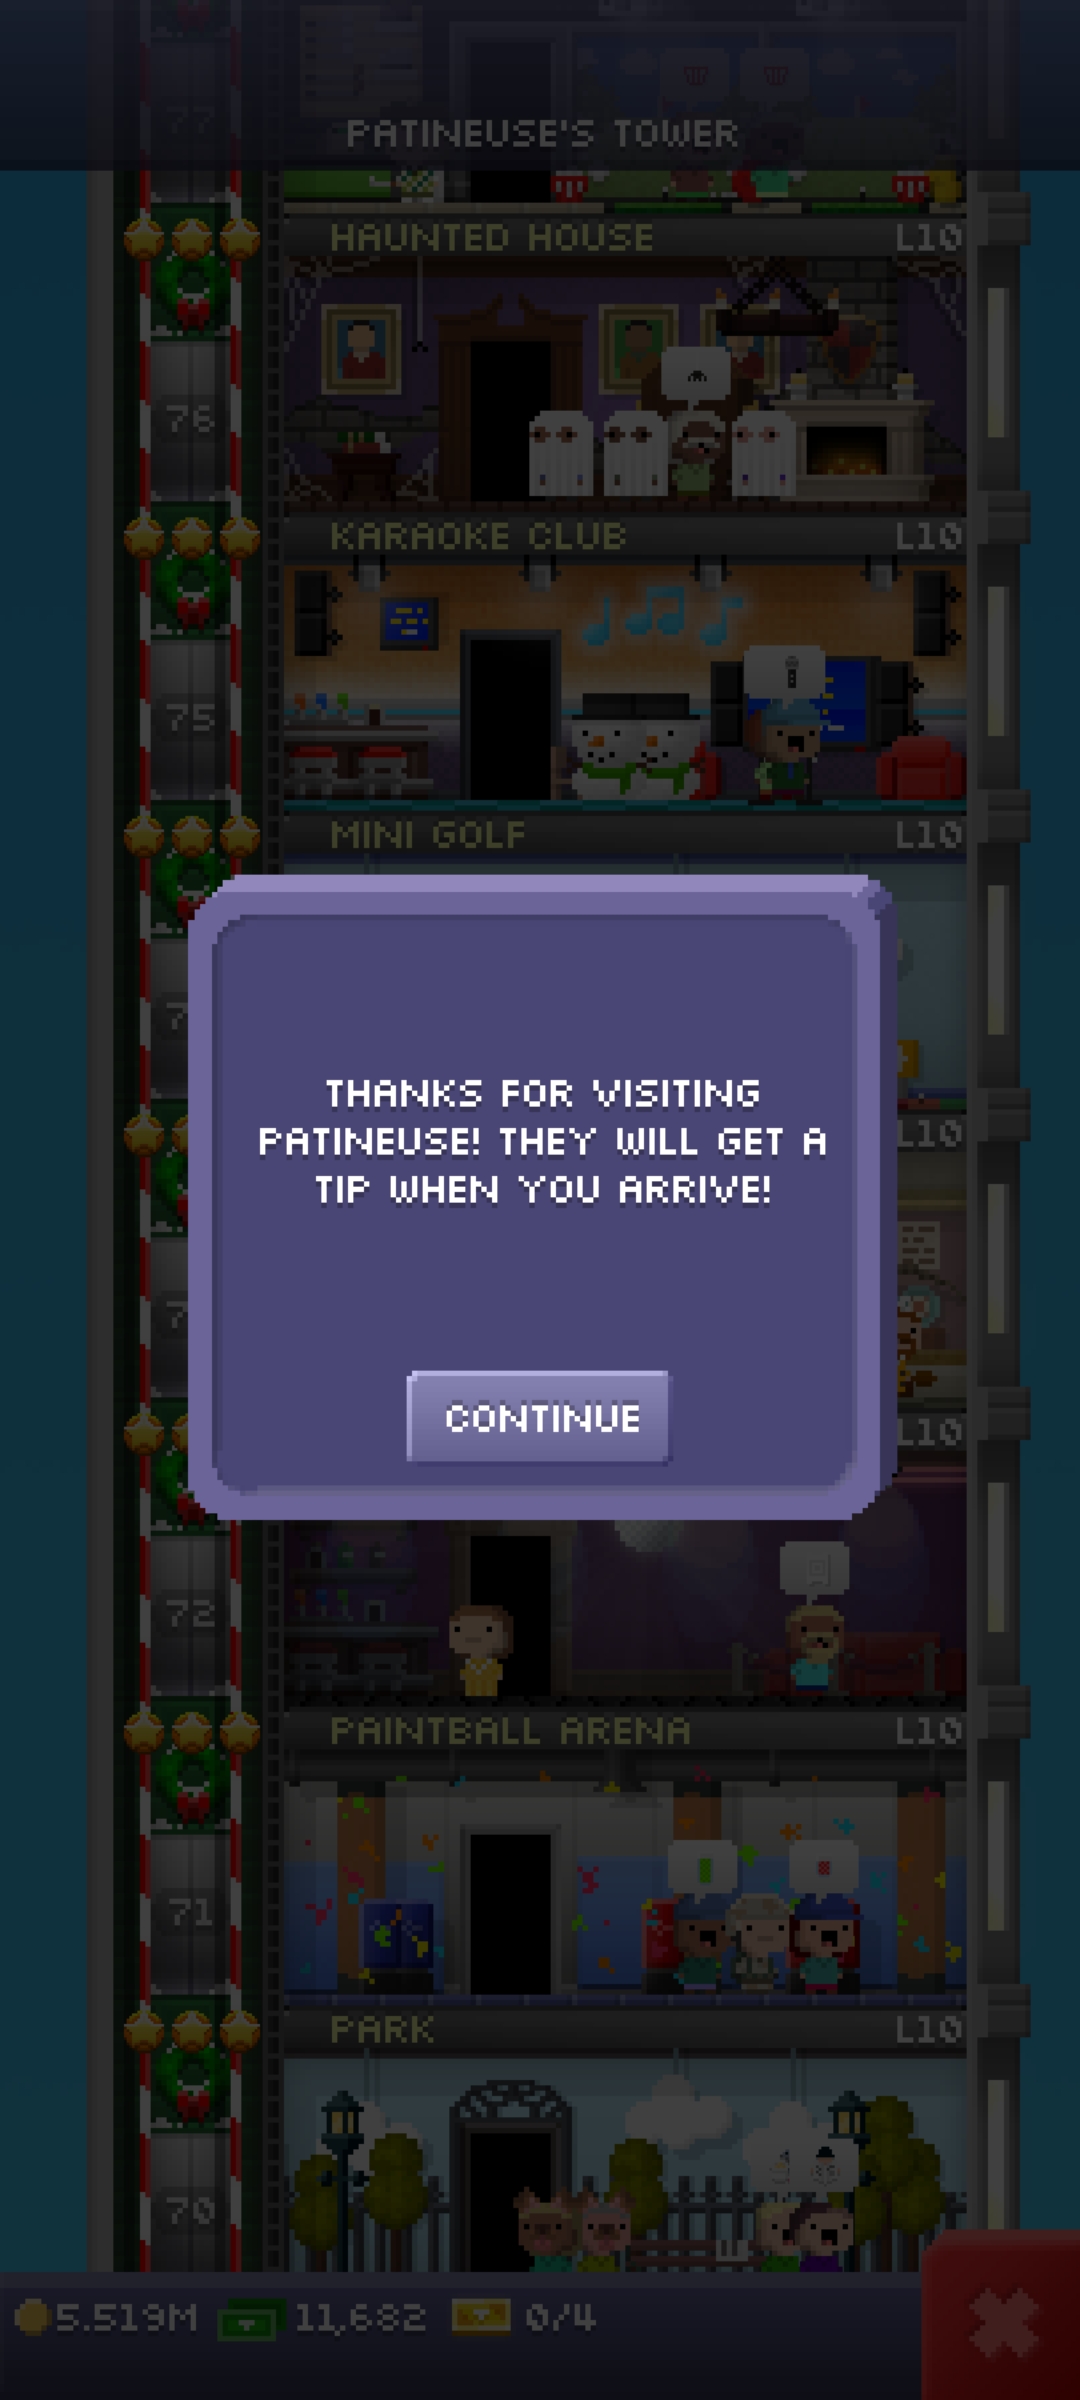 77
PATINEUSE'S TOWER
HAUNTED HOUSE L10
76
KARAOKE CLUB L10
75
MINI GOLF L10
7
L10
THANKS FOR VISITING
PATINEUSE! THEY WILL GET A
TIP WHEN YOU ARRIVE!
7
CONTINUE
L10
72
PAINTBALL ARENA L10
71
PARK L10
70
5.519M 11,682 0/4